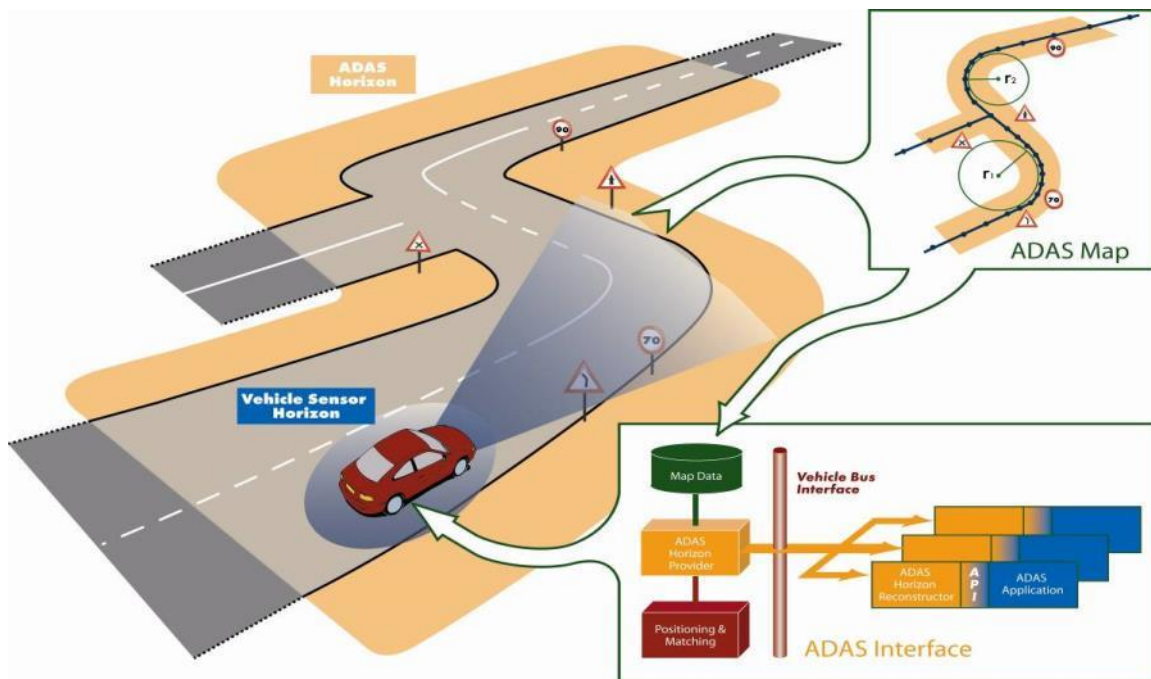 ADAS
Horizon
90
70
Vehicle Sensor
Horizon
90
r2
r1
70
ADAS Map
Map Data
Vehicle Bus
Interface
ADAS
Horizon
Provider
ADAS
Horizon
Reconstructor
API
ADAS
Application
Positioning &
Matching
ADAS Interface